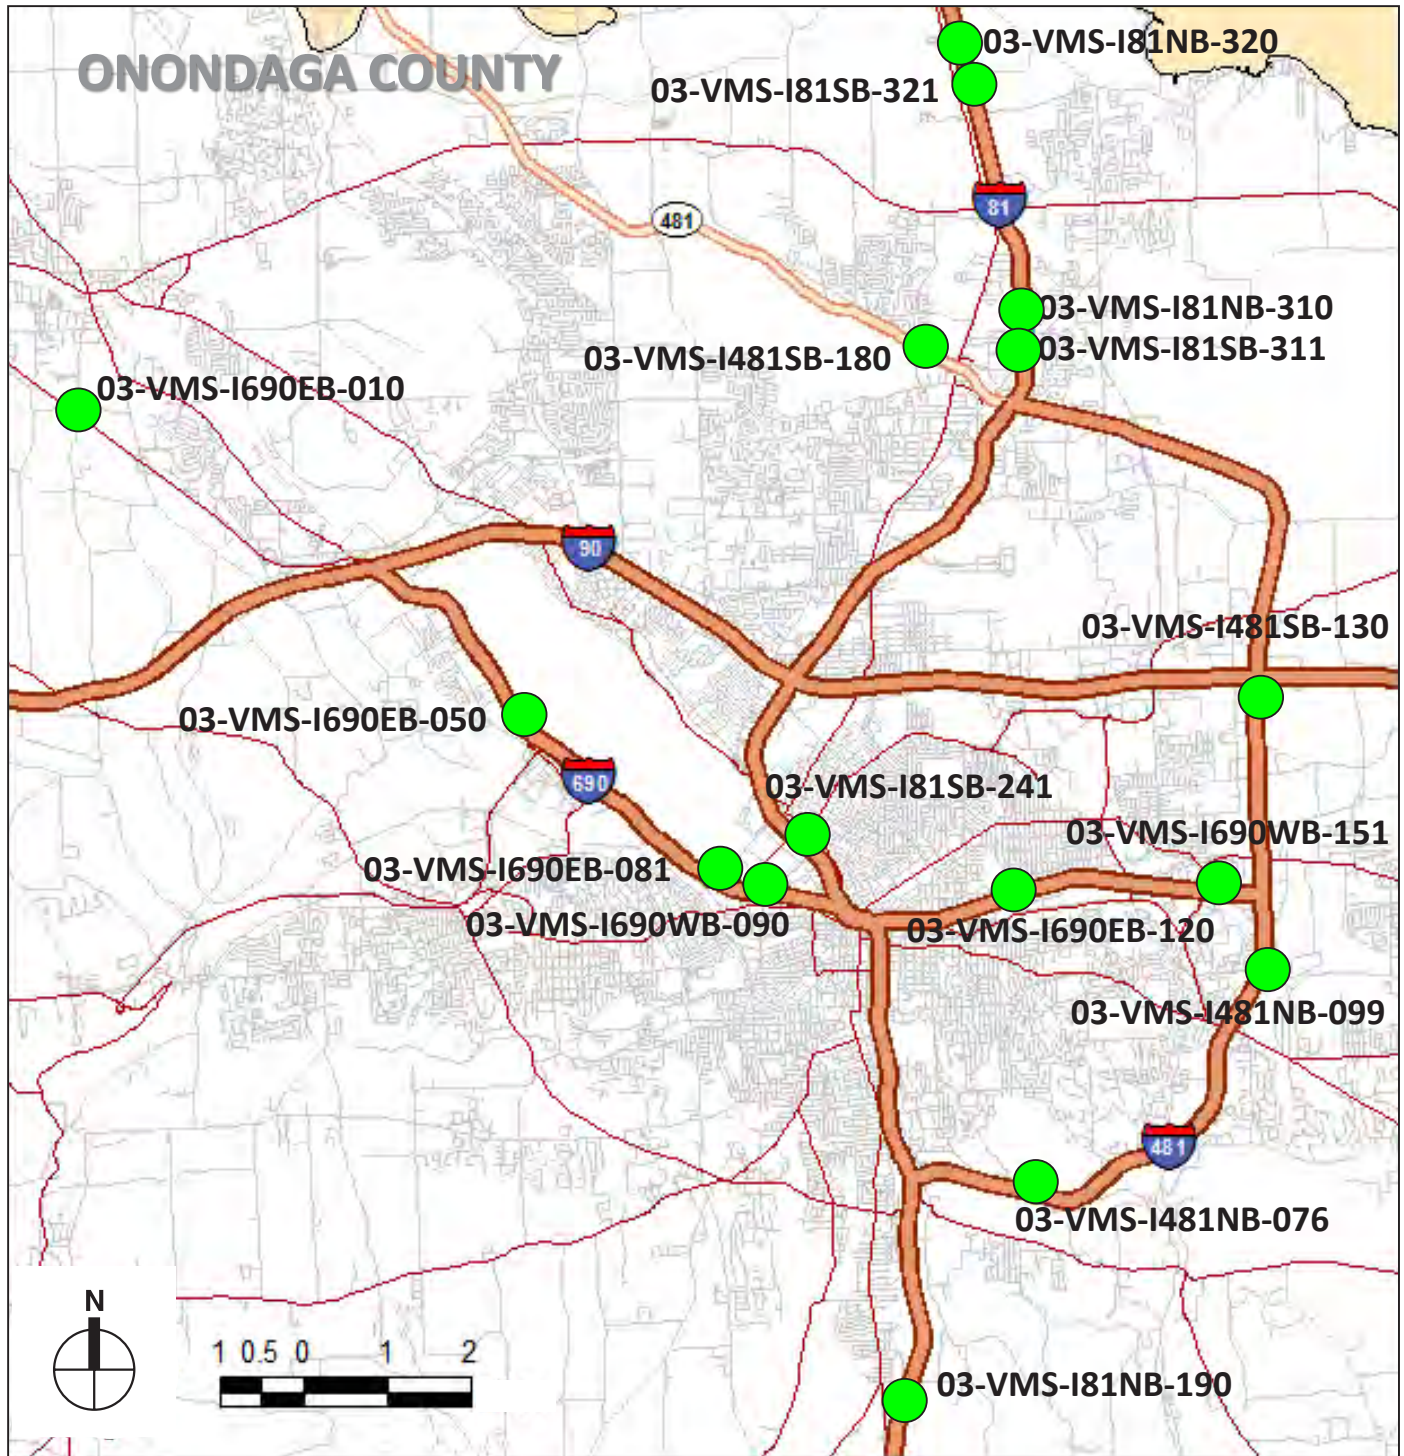 03-VMS-I81NB-320
ONONDAGA COUNTY
03-VMS-I81SB-321
81
481
03-VMS-I81NB-310
03-VMS-I81SB-311
03-VMS-I481SB-180
03-VMS-I690EB-010
90
03-VMS-I481SB-130
03-VMS-I690EB-050
690
03-VMS-I81SB-241
03-VMS-I690WB-151
03-VMS-I690EB-081
03-VMS-I690WB-090
03-VMS-I690EB-120
03-VMS-I481NB-099
481
03-VMS-I481NB-076
N
1 0.5 0 1 2
03-VMS-I81NB-190